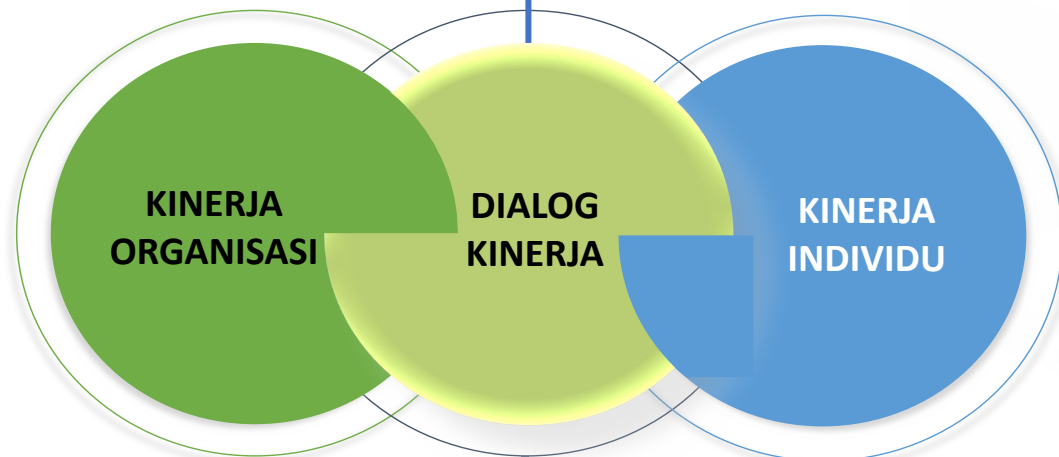 KINERJA
ORGANISASI
DIALOG
KINERJA
KINERJA
INDIVIDU